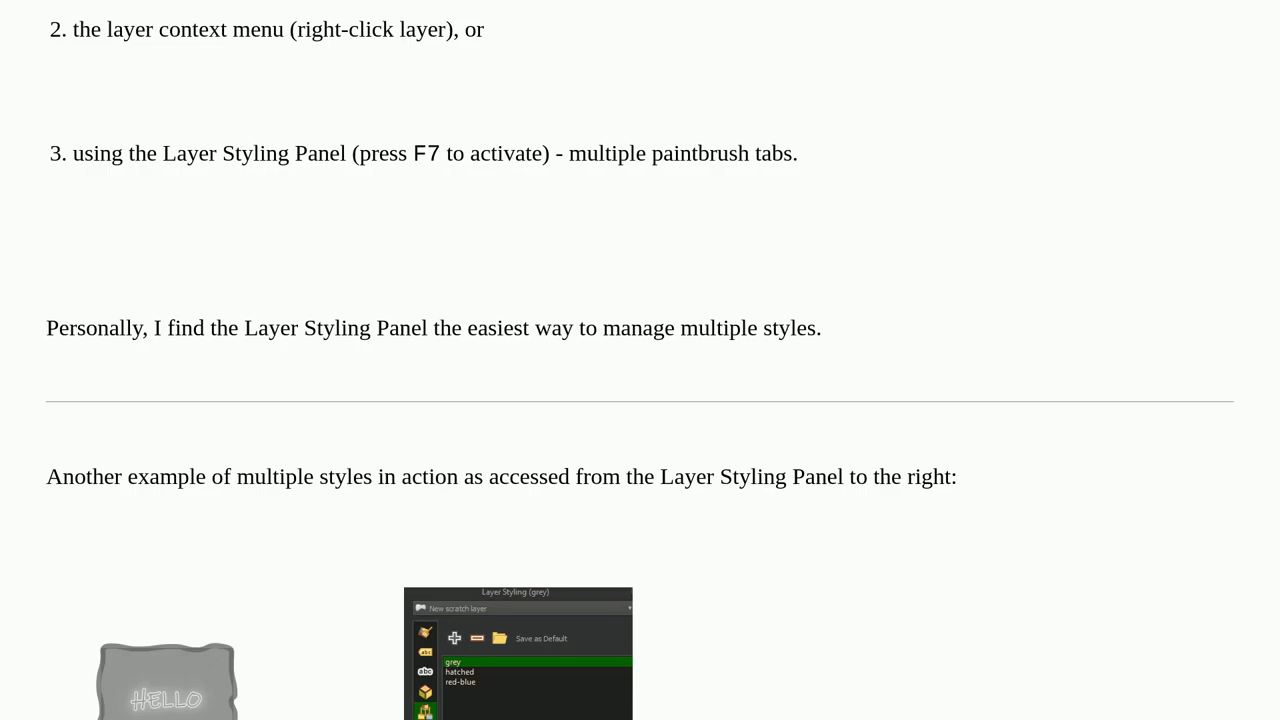 2. the layer context menu (right-click layer), or
3. using the Layer Styling Panel (press F7 to activate) - multiple paintbrush tabs.
Personally, I find the Layer Styling Panel the easiest way to manage multiple styles.
Another example of multiple styles in action as accessed from the Layer Styling Panel to the right:
Layer Styling (grey)
New scratch layer
Save as Default
abc
grey
abc
hatched
red-blue
HELLO